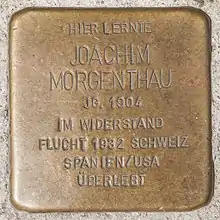 HIER LERNTE
JOACHIM
MORGENTHAU
JG. 1904
IM WIDERSTAND
FLUCHT 1932 SCHWEIZ
SPANIEN/USA
ÜBERLEBT